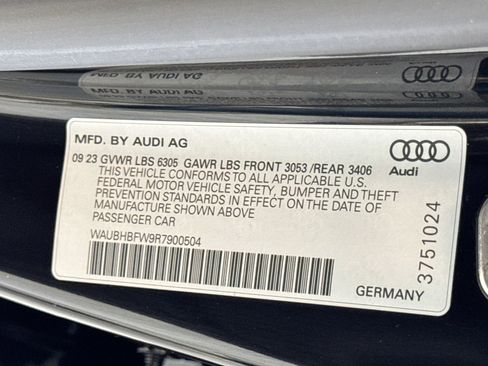 MFD. BY AUDI AG
09 23 GVWR LBS 6305 GAWR LBS FRONT 3053 /REAR 3406
THIS VEHICLE CONFORMS TO ALL APPLICABLE U.S.
FEDERAL MOTOR VEHICLE SAFETY, BUMPER AND THEFT
PREVENTION STANDARDS IN EFFECT ON THE DATE OF
MANUFACTURE SHOWN ABOVE
PASSENGER CAR
WAUBHBFW9R7900504
Audi
3751024
GERMANY